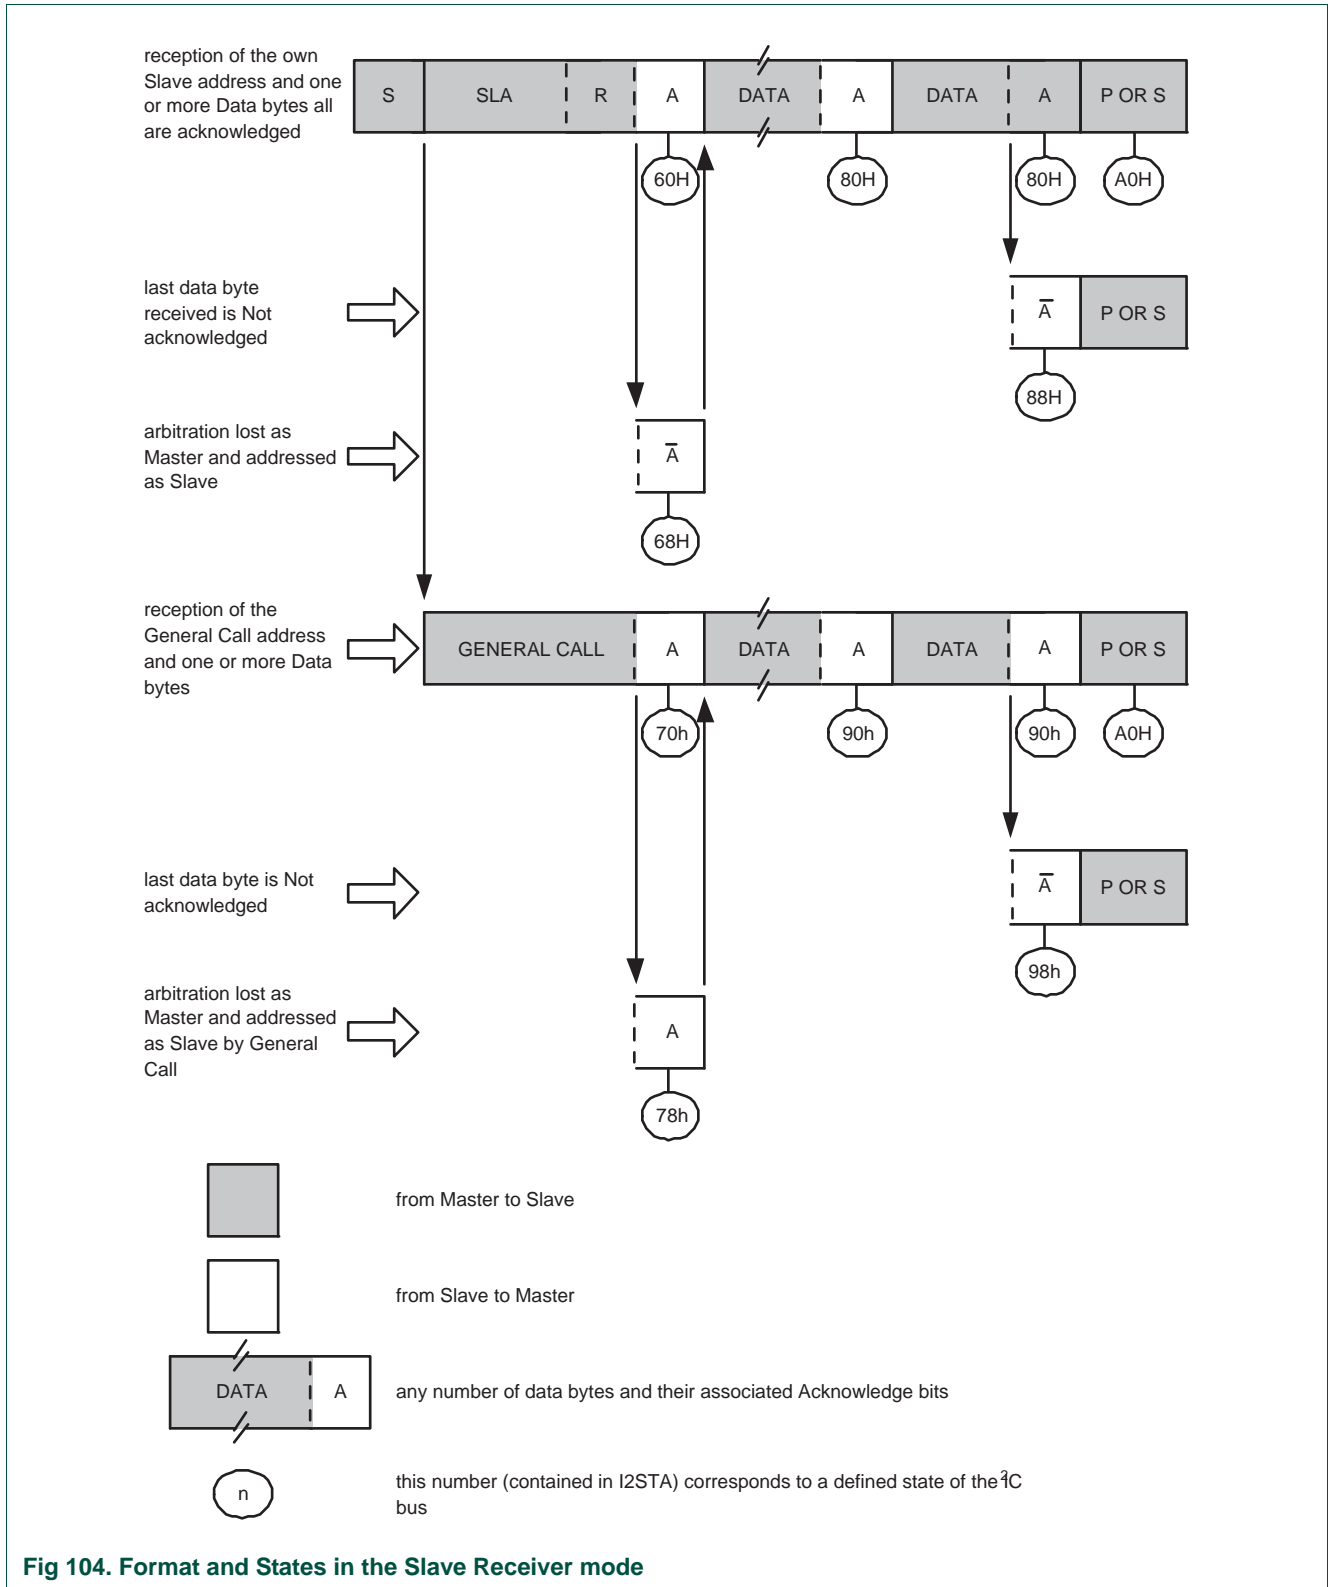 reception of the own
Slave address and one
or more Data bytes all
are acknowledged
S SLA R A DATA A DATA A P OR S
60H 80H 80H A0H
last data byte
received is Not
acknowledged
A̅ P OR S
88H
arbitration lost as
Master and addressed
as Slave
A̅
68H
reception of the
General Call address
and one or more Data
bytes
GENERAL CALL A DATA A DATA A P OR S
70h 90h 90h A0H
last data byte is Not
acknowledged
A̅ P OR S
98h
arbitration lost as
Master and addressed
as Slave by General
Call
A
78h
from Master to Slave
from Slave to Master
DATA A any number of data bytes and their associated Acknowledge bits
n this number (contained in I2STA) corresponds to a defined state of the I²C
bus
Fig 104. Format and States in the Slave Receiver mode